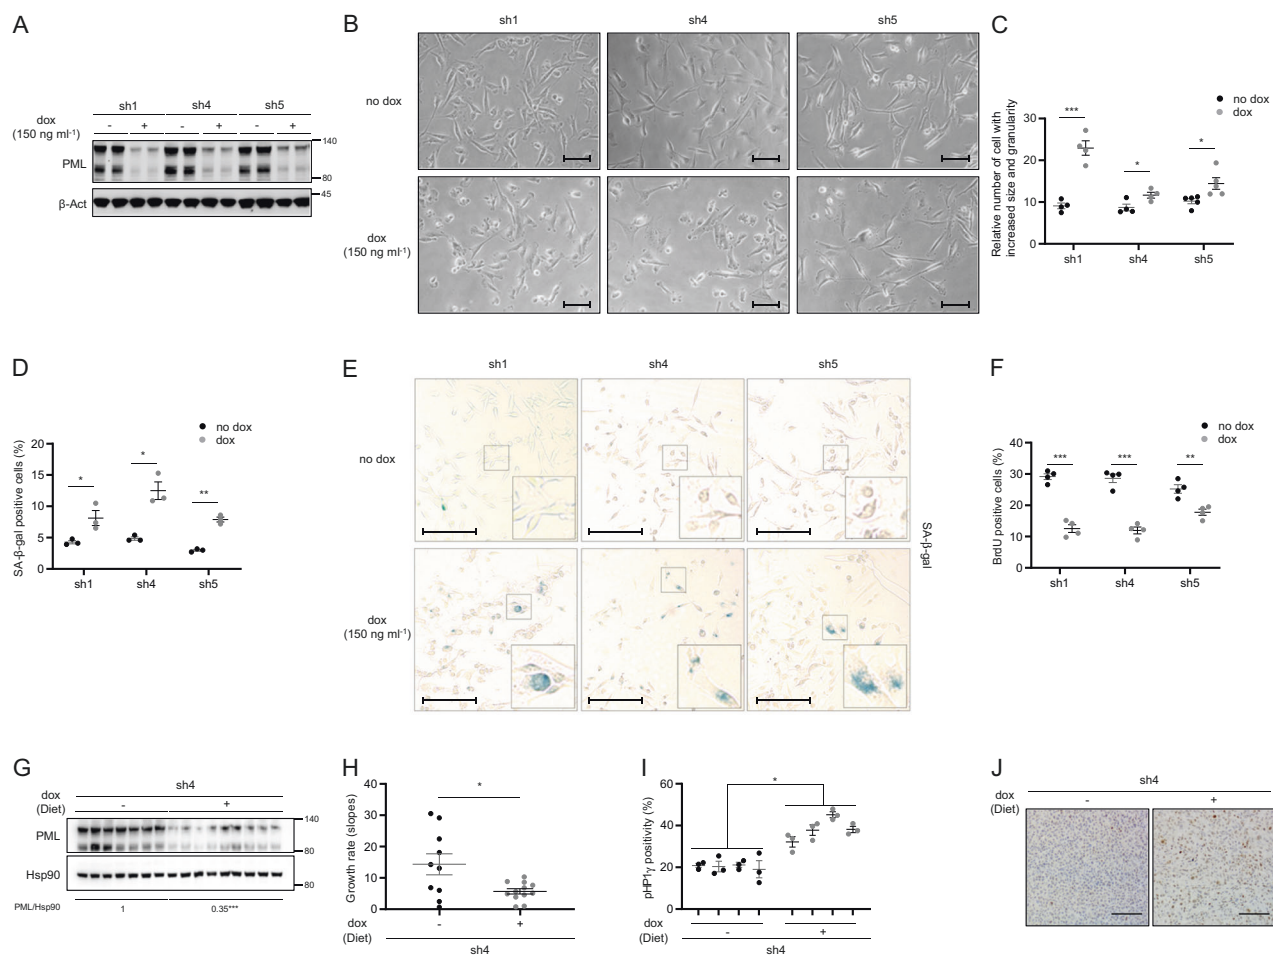 A
sh1 sh4 sh5
dox
(150 ng ml-1)
- + - + - +
140
PML
80
45
β-Act
B
sh1 sh4 sh5
no dox
dox
(150 ng ml-1)
C
no dox
dox
Relative number of cell with
increased size and granularity
30
20
10
0
*** * *
sh1 sh4 sh5
D
no dox
dox
SA-β-gal positive cells (%)
20
15
10
5
0
* * **
sh1 sh4 sh5
E
sh1 sh4 sh5
no dox
dox
(150 ng ml-1)
SA-β-gal
F
no dox
dox
BrdU positive cells (%)
40
30
20
10
0
*** *** **
sh1 sh4 sh5
G
sh4
dox
(Diet)
- +
140
PML
80
Hsp90
80
PML/Hsp90 1 0.35***
H
Growth rate (slopes)
40
30
20
10
0
*
dox
(Diet)
- +
sh4
I
pHP1γ positivity (%)
60
40
20
0
*
dox
(Diet)
- +
sh4
J
sh4
dox
(Diet)
- +